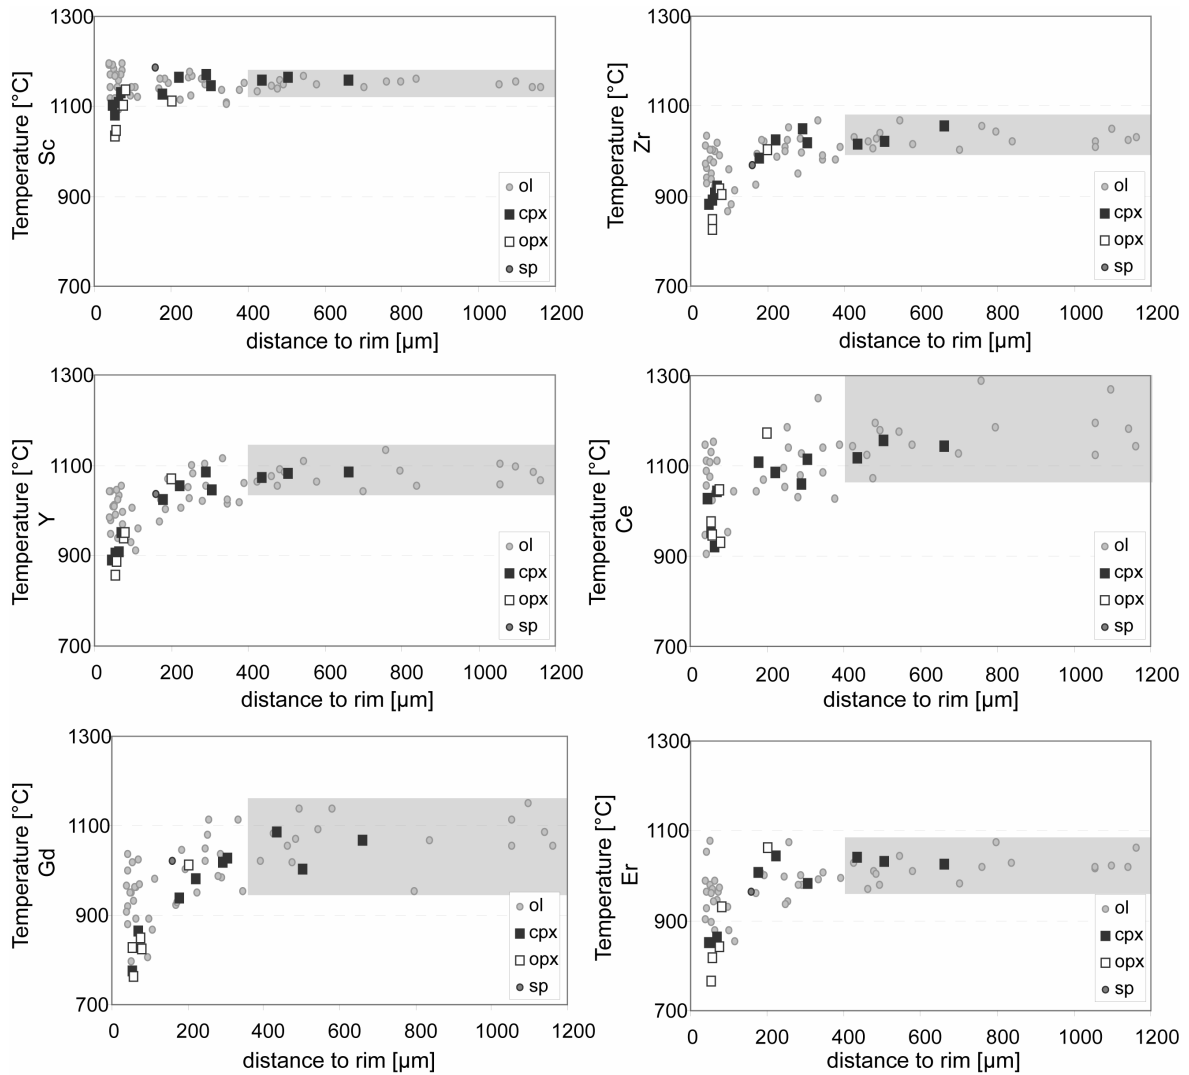 1300
1100
900
700
Temperature [°C]
Sc
ol
cpx
opx
sp
0 200 400 600 800 1000 1200
distance to rim [µm]
1300
1100
900
700
Temperature [°C]
Zr
ol
cpx
opx
sp
0 200 400 600 800 1000 1200
distance to rim [µm]
1300
1100
900
700
Temperature [°C]
Y
ol
cpx
opx
sp
0 200 400 600 800 1000 1200
distance to rim [µm]
1300
1100
900
700
Temperature [°C]
Ce
ol
cpx
opx
sp
0 200 400 600 800 1000 1200
distance to rim [µm]
1300
1100
900
700
Temperature [°C]
Gd
ol
cpx
opx
sp
0 200 400 600 800 1000 1200
distance to rim [µm]
1300
1100
900
700
Temperature [°C]
Er
ol
cpx
opx
sp
0 200 400 600 800 1000 1200
distance to rim [µm]